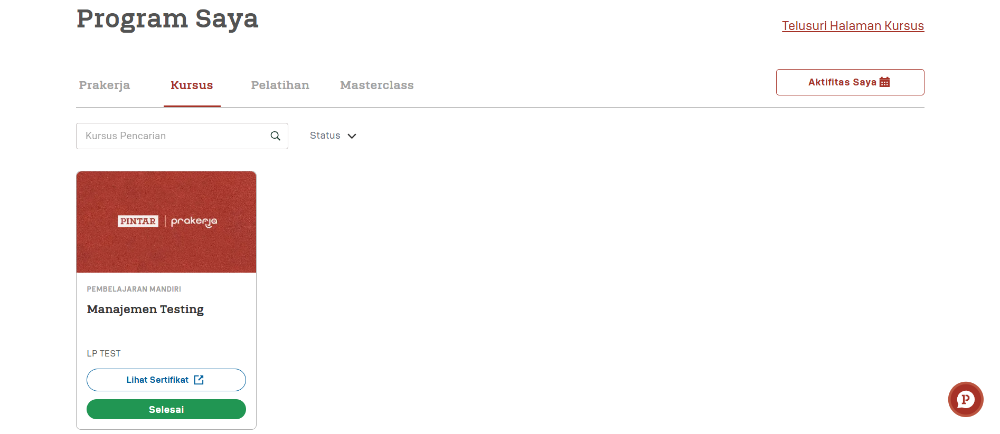 Program Saya
Telusuri Halaman Kursus
Prakerja
Kursus
Pelatihan
Masterclass
Aktifitas Saya
Kursus Pencarian
Status
PINTAR
prakerja
PEMBELAJARAN MANDIRI
Manajemen Testing
LP TEST
Lihat Sertifikat
Selesai
P